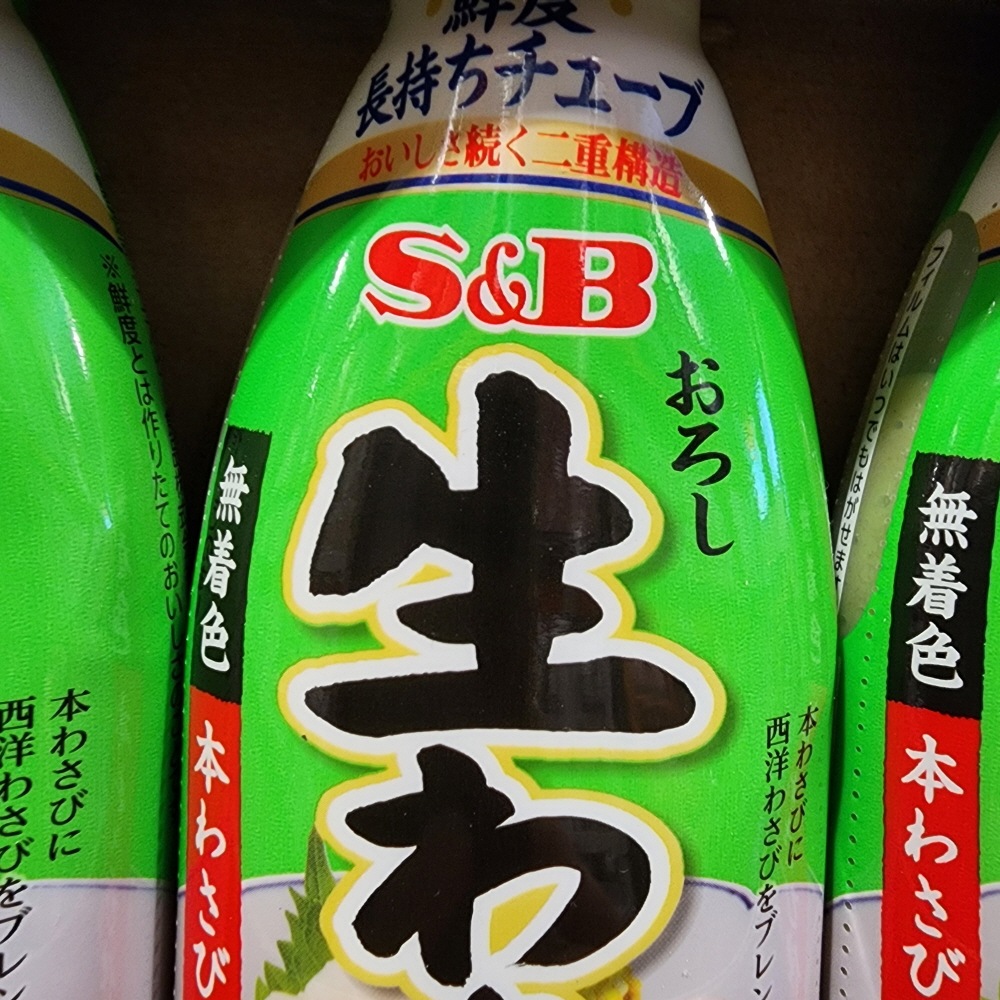 鮮度
長持ちチューブ
おいしさ続く二重構造
S&B
おろし
生わ
無着色
本わさび
本わさびに
西洋わさびをブレン
※鮮度とは作りたてのおいしさの
本わさびに
西洋わさびをブレン
フィルムはいつでもはがせます
無着色
本わさび